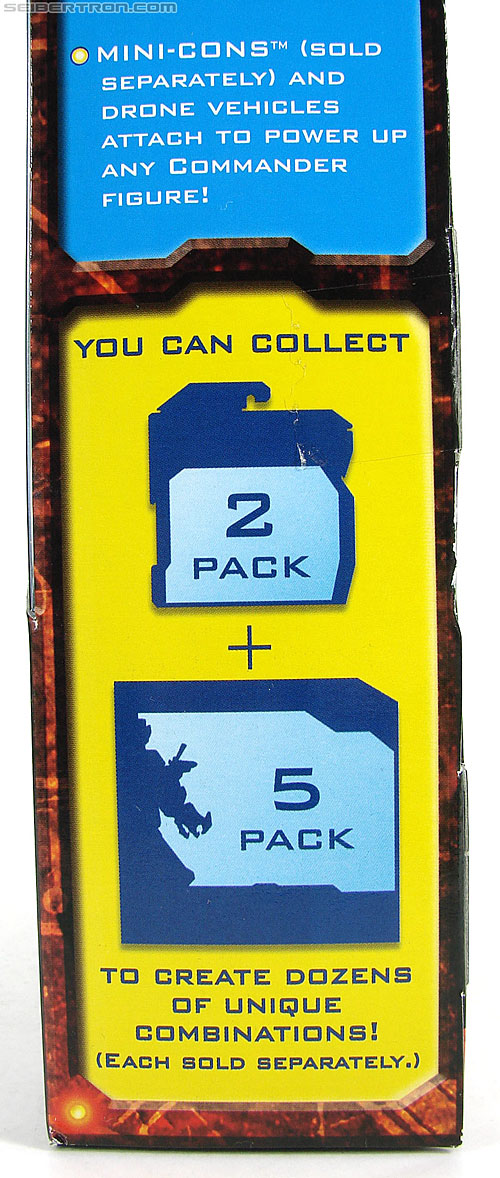 SEIBERTRON.COM
• MINI-CONS™ (SOLD
SEPARATELY) AND
DRONE VEHICLES
ATTACH TO POWER UP
ANY COMMANDER
FIGURE!
YOU CAN COLLECT
2
PACK
+
5
PACK
TO CREATE DOZENS
OF UNIQUE
COMBINATIONS!
(EACH SOLD SEPARATELY.)